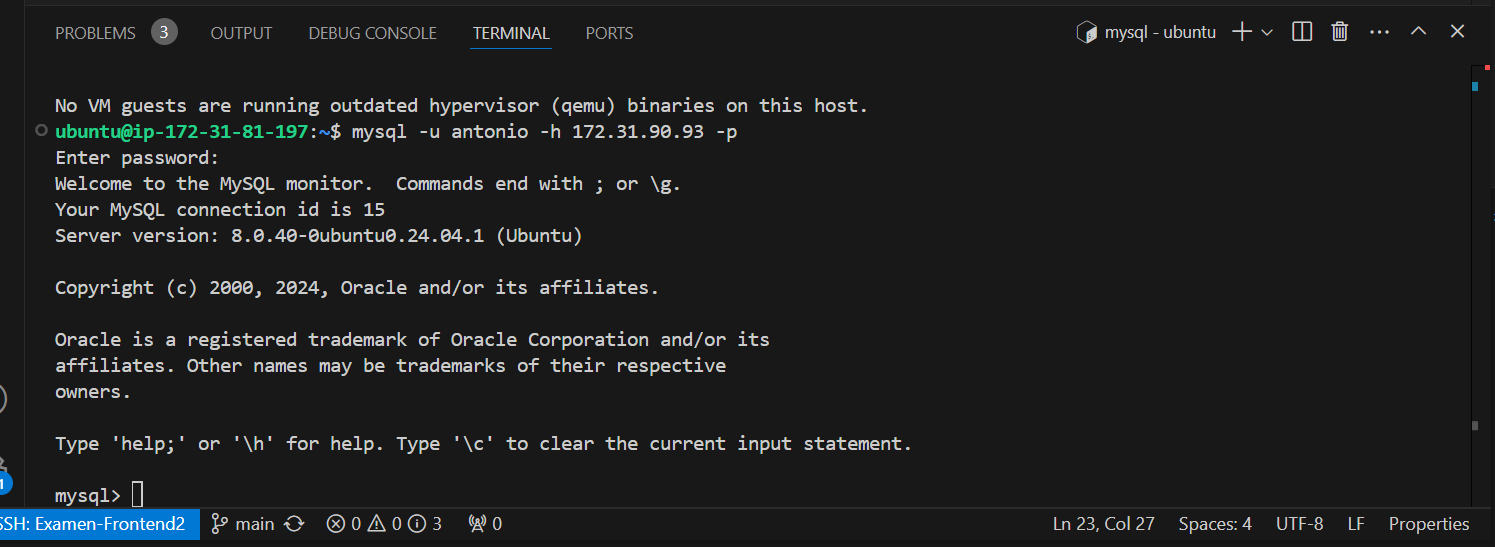 PROBLEMS 3 OUTPUT DEBUG CONSOLE TERMINAL PORTS mysql - ubuntu
No VM guests are running outdated hypervisor (qemu) binaries on this host.
ubuntu@ip-172-31-81-197:~$ mysql -u antonio -h 172.31.90.93 -p
Enter password:
Welcome to the MySQL monitor.  Commands end with ; or \g.
Your MySQL connection id is 15
Server version: 8.0.40-0ubuntu0.24.04.1 (Ubuntu)
Copyright (c) 2000, 2024, Oracle and/or its affiliates.
Oracle is a registered trademark of Oracle Corporation and/or its
affiliates. Other names may be trademarks of their respective
owners.
Type 'help;' or '\h' for help. Type '\c' to clear the current input statement.
mysql>
1
SSH: Examen-Frontend2 main 0 0 3 0 Ln 23, Col 27 Spaces: 4 UTF-8 LF Properties